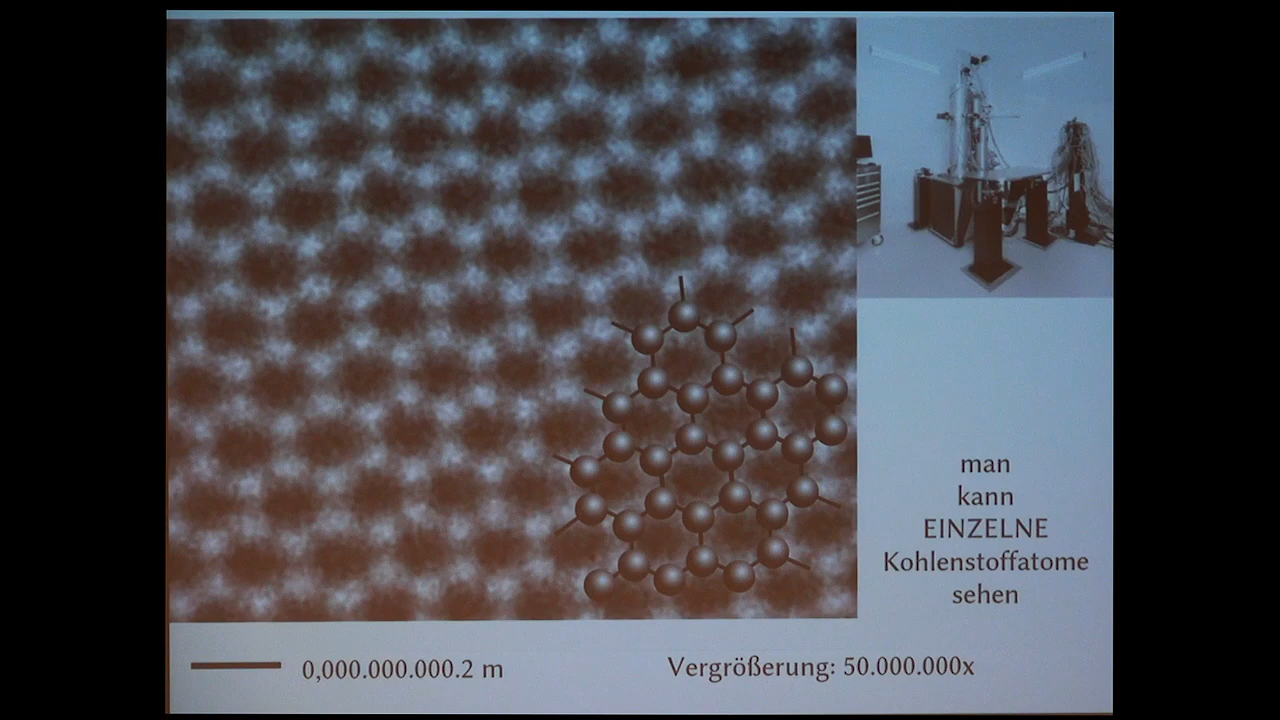 man
kann
EINZELNE
Kohlenstoffatome
sehen
0,000.000.000.2 m
Vergrößerung: 50.000.000x